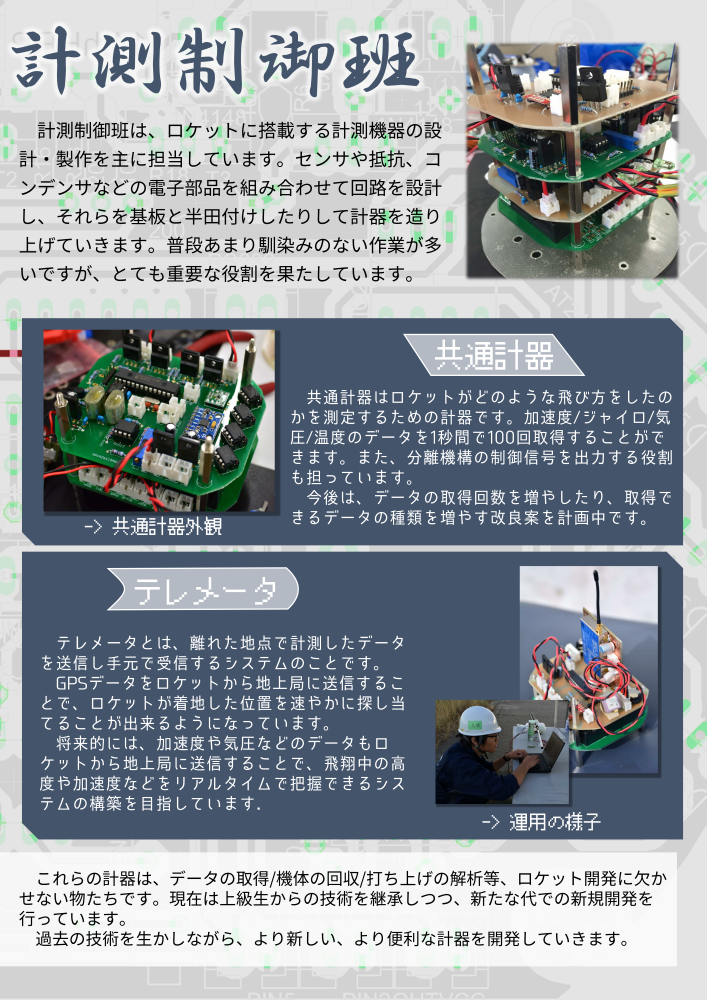 計測制御班
　計測制御班は、ロケットに搭載する計測機器の設
計・製作を主に担当しています。センサや抵抗、コ
ンデンサなどの電子部品を組み合わせて回路を設計
し、それらを基板と半田付けしたりして計器を造り
上げていきます。普段あまり馴染みのない作業が多
いですが、とても重要な役割を果たしています。
共通計器
　共通計器はロケットがどのような飛び方をしたの
かを測定するための計器です。加速度/ジャイロ/気
圧/温度のデータを1秒間で100回取得することがで
きます。また、分離機構の制御信号を出力する役割
も担っています。
　今後は、データの取得回数を増やしたり、取得で
きるデータの種類を増やす改良案を計画中です。
-> 共通計器外観
テレメータ
　テレメータとは、離れた地点で計測したデータ
を送信し手元で受信するシステムのことです。
　GPSデータをロケットから地上局に送信するこ
とで、ロケットが着地した位置を速やかに探し当
てることが出来るようになっています。
　将来的には、加速度や気圧などのデータもロ
ケットから地上局に送信することで、飛翔中の高
度や加速度などをリアルタイムで把握できるシス
テムの構築を目指しています.
-> 運用の様子
　これらの計器は、データの取得/機体の回収/打ち上げの解析等、ロケット開発に欠か
せない物たちです。現在は上級生からの技術を継承しつつ、新たな代での新規開発を
行っています。
　過去の技術を生かしながら、より新しい、より便利な計器を開発していきます。